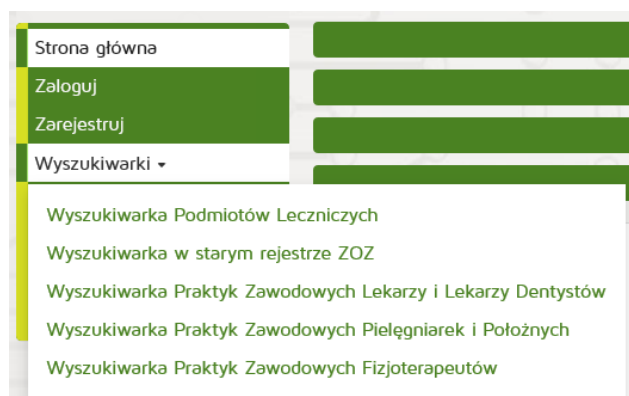 Strona główna
Zaloguj
Zarejestruj
Wyszukiwarki
Wyszukiwarka Podmiotów Leczniczych
Wyszukiwarka w starym rejestrze ZOZ
Wyszukiwarka Praktyk Zawodowych Lekarzy i Lekarzy Dentystów
Wyszukiwarka Praktyk Zawodowych Pielęgniarek i Położnych
Wyszukiwarka Praktyk Zawodowych Fizjoterapeutów